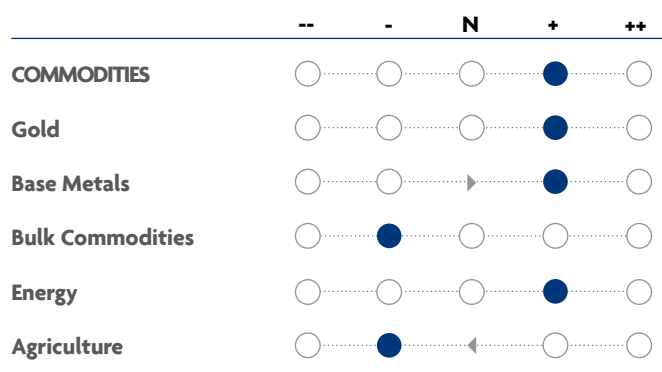 -- - N + ++
COMMODITIES
Gold
Base Metals
Bulk Commodities
Energy
Agriculture